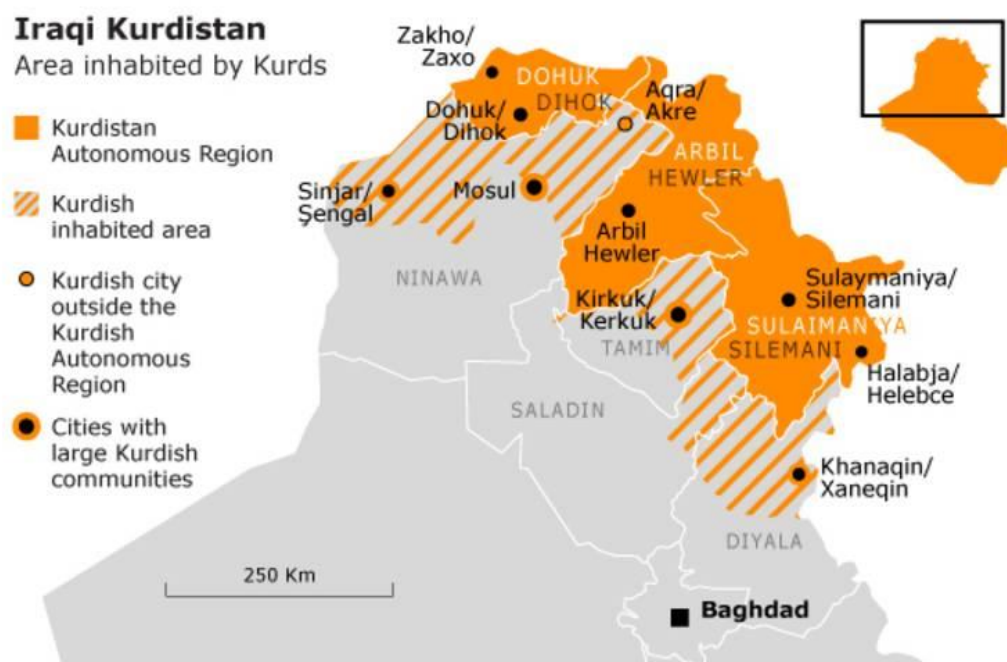 Iraqi Kurdistan
Area inhabited by Kurds
Kurdistan
Autonomous Region
Kurdish
inhabited area
Kurdish city
outside the
Kurdish
Autonomous
Region
Cities with
large Kurdish
communities
Zakho/
Zaxo
DOHUK
DIHOK
Dohuk/
Dihok
Aqra/
Akre
ARBIL
HEWLER
Sinjar/
Şengal
Mosul
Arbil
Hewler
NINAWA
Kirkuk/
Kerkuk
TAMIM
Sulaymaniya/
Silemani
SULAIMANIYA
SILEMANI
Halabja/
Helebce
SALADIN
Khanaqin/
Xaneqin
DIYALA
250 Km
Baghdad